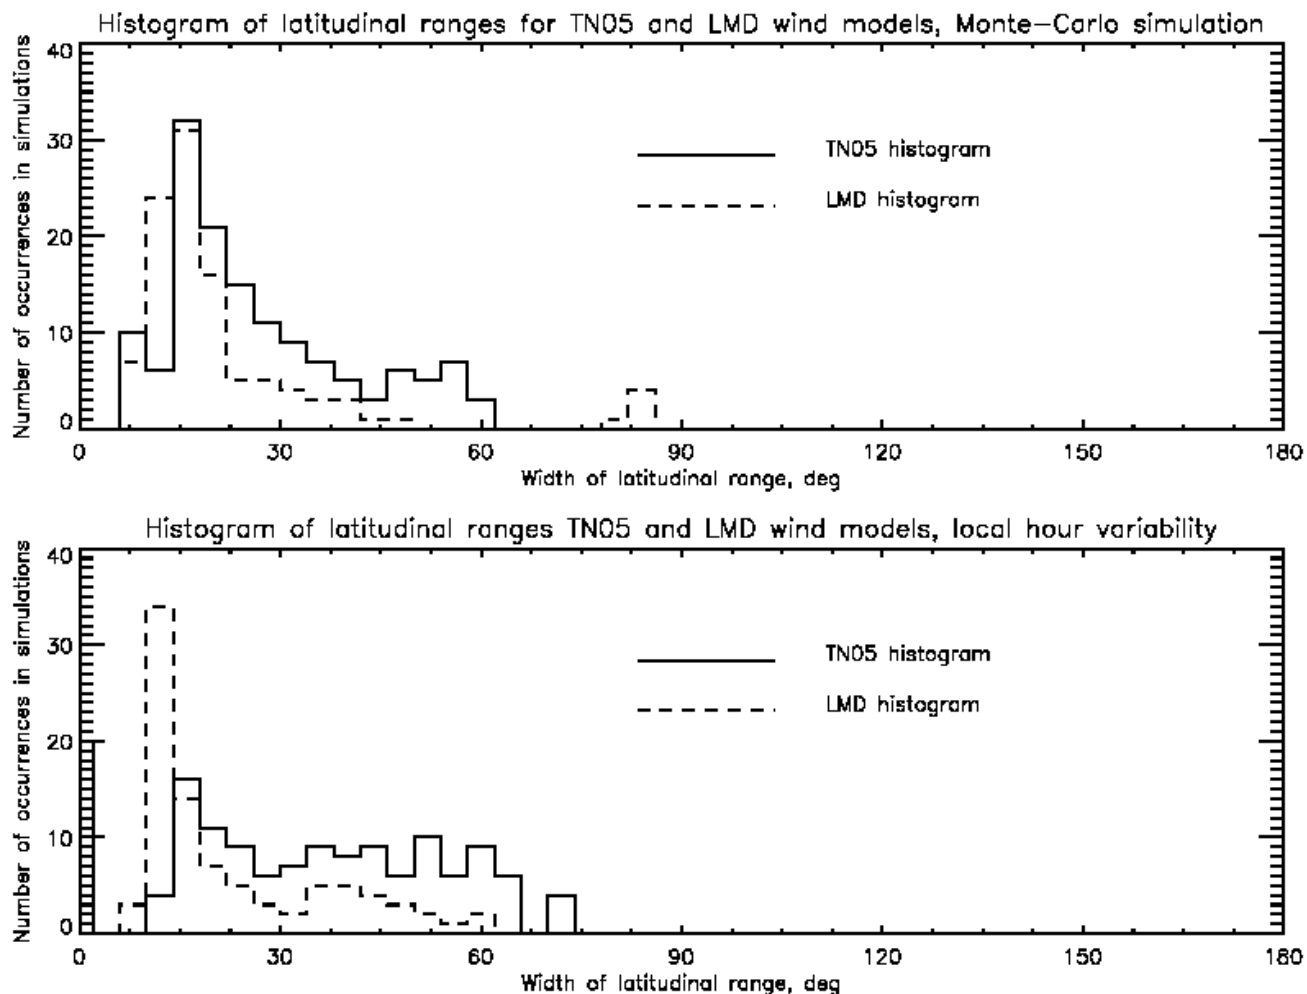 Histogram of latitudinal ranges for TN05 and LMD wind models, Monte-Carlo simulation
Number of occurrences in simulations
40
30
20
10
0
TN05 histogram
LMD histogram
0 30 60 90 120 150 180
Width of latitudinal range, deg
Histogram of latitudinal ranges TN05 and LMD wind models, local hour variability
Number of occurrences in simulations
40
30
20
10
0
TN05 histogram
LMD histogram
0 30 60 90 120 150 180
Width of latitudinal range, deg